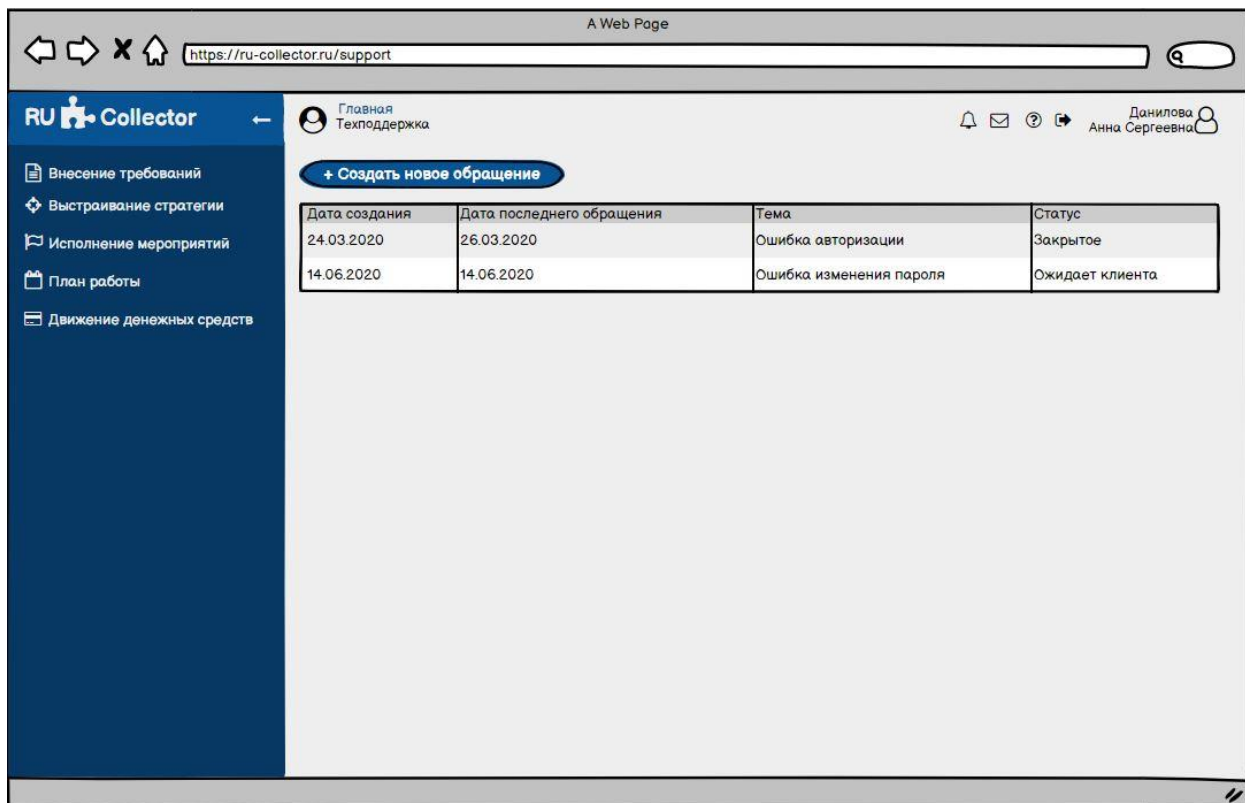 A Web Page
https://ru-collector.ru/support
RU Collector
Главная
Техподдержка
Данилова
Анна Сергеевна
Внесение требований
Выстраивание стратегии
Исполнение мероприятий
План работы
Движение денежных средств
+ Создать новое обращение
Дата создания Дата последнего обращения Тема Статус
24.03.2020 26.03.2020 Ошибка авторизации Закрытое
14.06.2020 14.06.2020 Ошибка изменения пароля Ожидает клиента